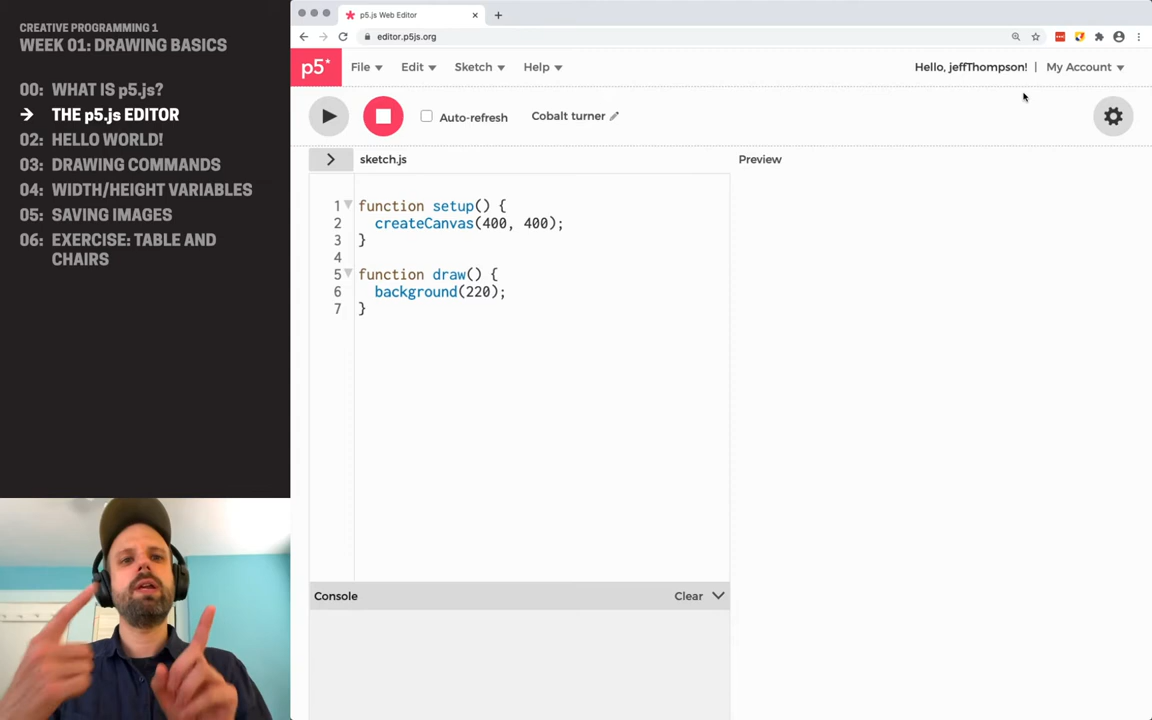 CREATIVE PROGRAMMING 1
WEEK 01: DRAWING BASICS
00: WHAT IS p5.js?
→ THE p5.js EDITOR
02: HELLO WORLD!
03: DRAWING COMMANDS
04: WIDTH/HEIGHT VARIABLES
05: SAVING IMAGES
06: EXERCISE: TABLE AND
CHAIRS
p5.js Web Editor
editor.p5js.org
p5* File Edit Sketch Help Hello, jeffThompson! | My Account
Auto-refresh Cobalt turner
sketch.js Preview
1 function setup() {
2 createCanvas(400, 400);
3 }
4
5 function draw() {
6 background(220);
7 }
Console Clear